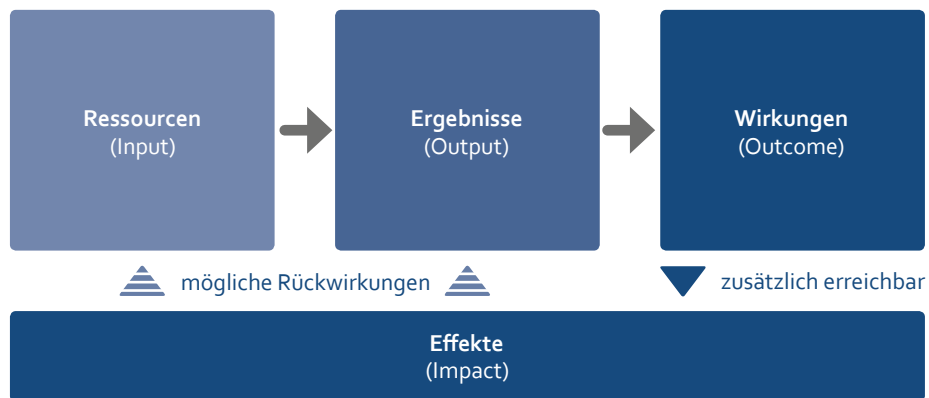 Ressourcen
(Input)
Ergebnisse
(Output)
Wirkungen
(Outcome)
mögliche Rückwirkungen
zusätzlich erreichbar
Effekte
(Impact)